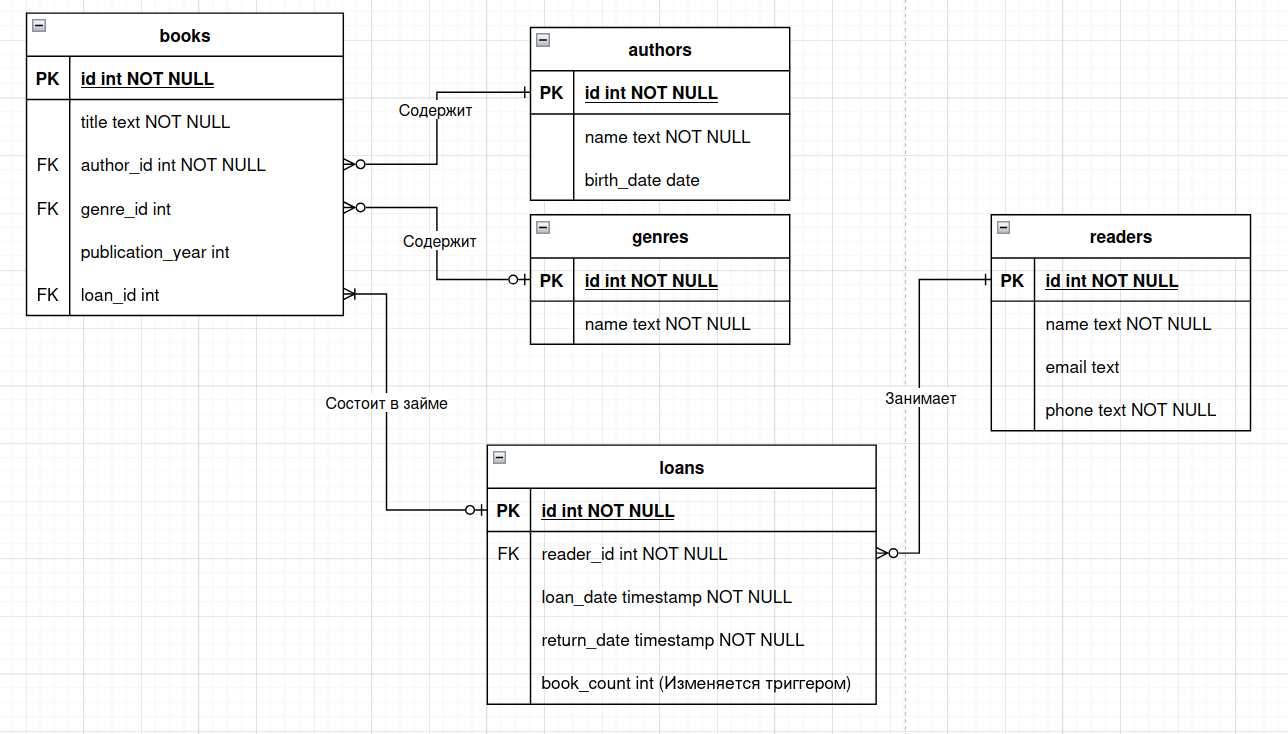 books
PK id int NOT NULL
title text NOT NULL
FK author_id int NOT NULL
FK genre_id int
publication_year int
FK loan_id int
Содержит
Содержит
Состоит в займе
authors
PK id int NOT NULL
name text NOT NULL
birth_date date
genres
PK id int NOT NULL
name text NOT NULL
readers
PK id int NOT NULL
name text NOT NULL
email text
phone text NOT NULL
Занимает
loans
PK id int NOT NULL
FK reader_id int NOT NULL
loan_date timestamp NOT NULL
return_date timestamp NOT NULL
book_count int (Изменяется триггером)